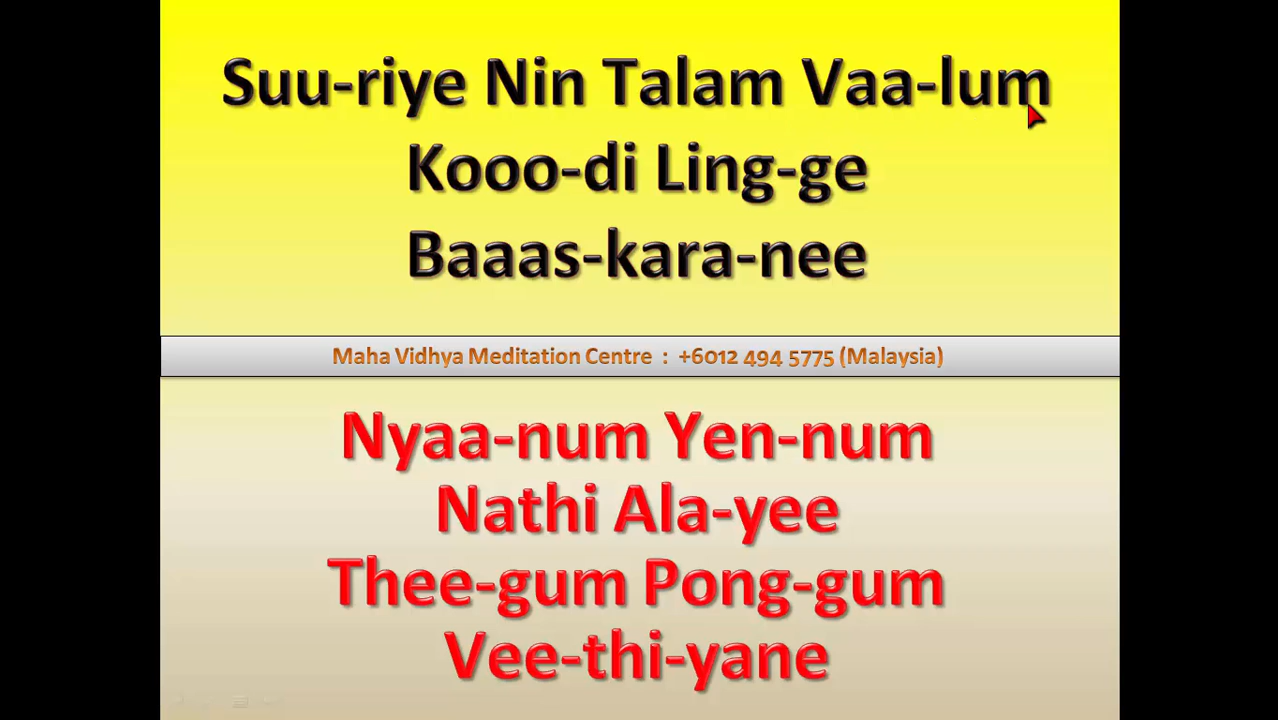 Suu-riye Nin Talam Vaa-lum
Kooo-di Ling-ge
Baaas-kara-nee
Maha Vidhya Meditation Centre : +6012 494 5775 (Malaysia)
Nyaa-num Yen-num
Nathi Ala-yee
Thee-gum Pong-gum
Vee-thi-yane